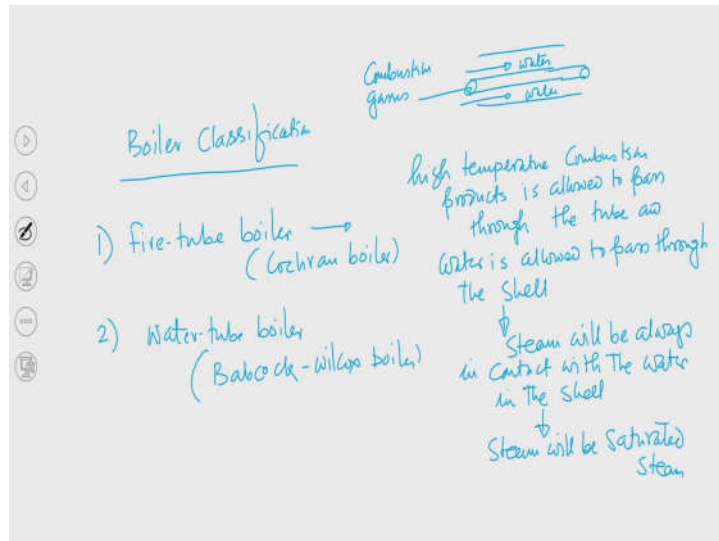 Combustion
gases
water
water
Boiler Classification
1) Fire-tube boiler →
(Cochran boiler)
2) Water-tube boiler
(Babcock-Wilcox boiler)
high temperature Combustion
products is allowed to pass
through the tube and
water is allowed to pass through
the shell
↓
Steam will be always
in contact with the water
in the shell
↓
Steam will be saturated
steam